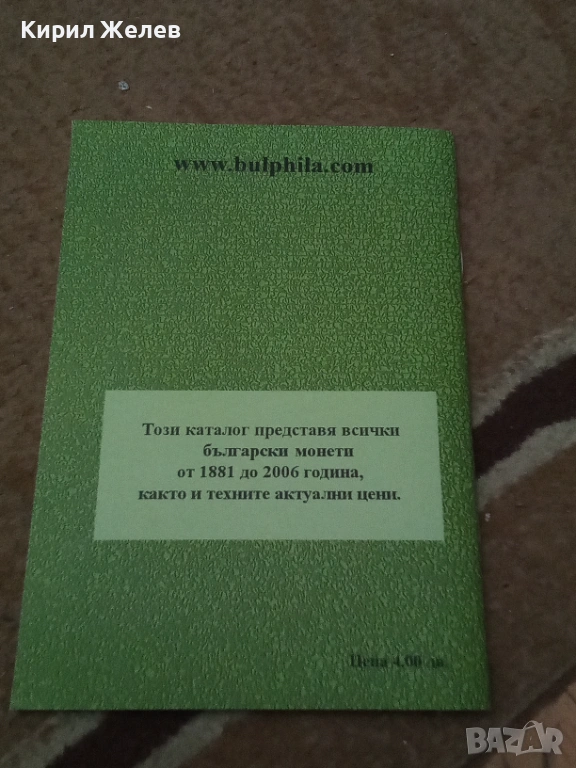 Кирил Желев
www.bulphila.com
Този каталог представя всички
български монети
от 1881 до 2006 година,
както и техните актуални цени.
Цена 4.00 лв.
BAZAR